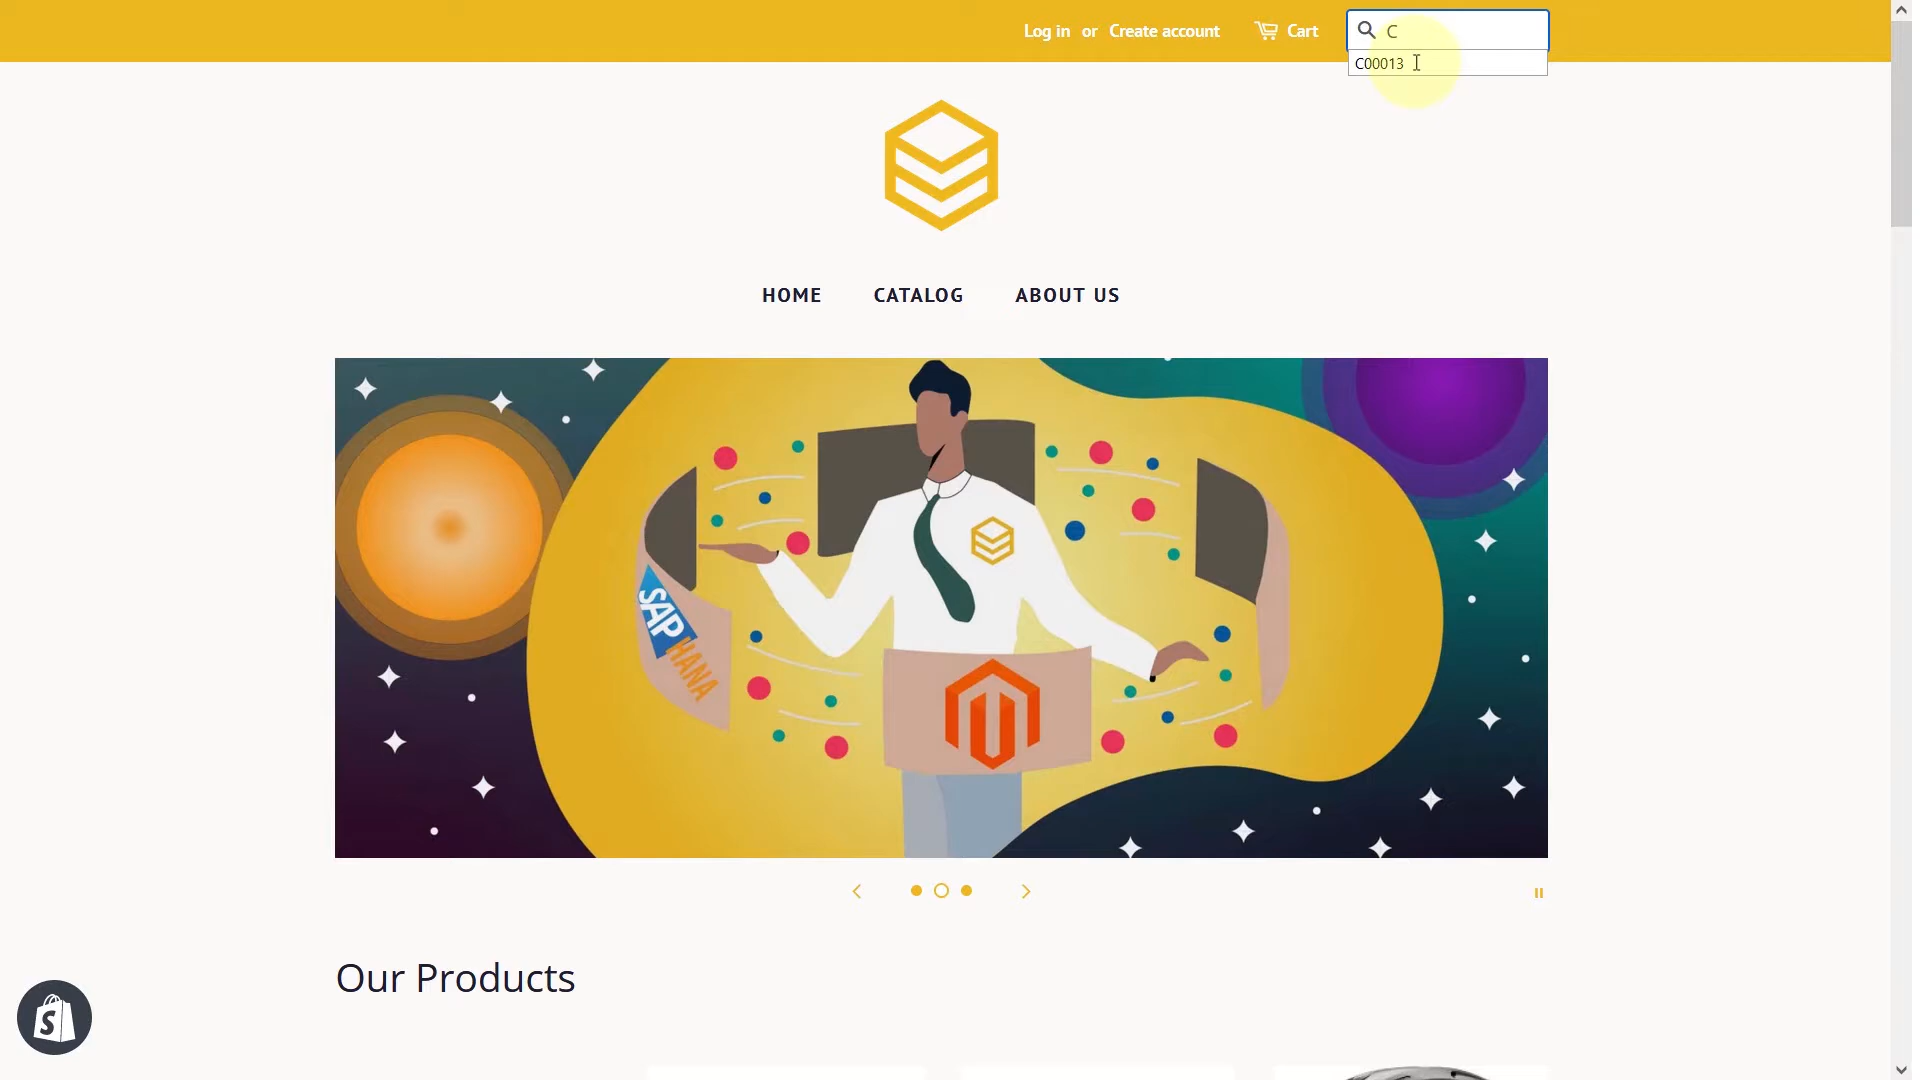 Log in or Create account Cart C
C00013
HOME CATALOG ABOUT US
SAP
HANA
Our Products